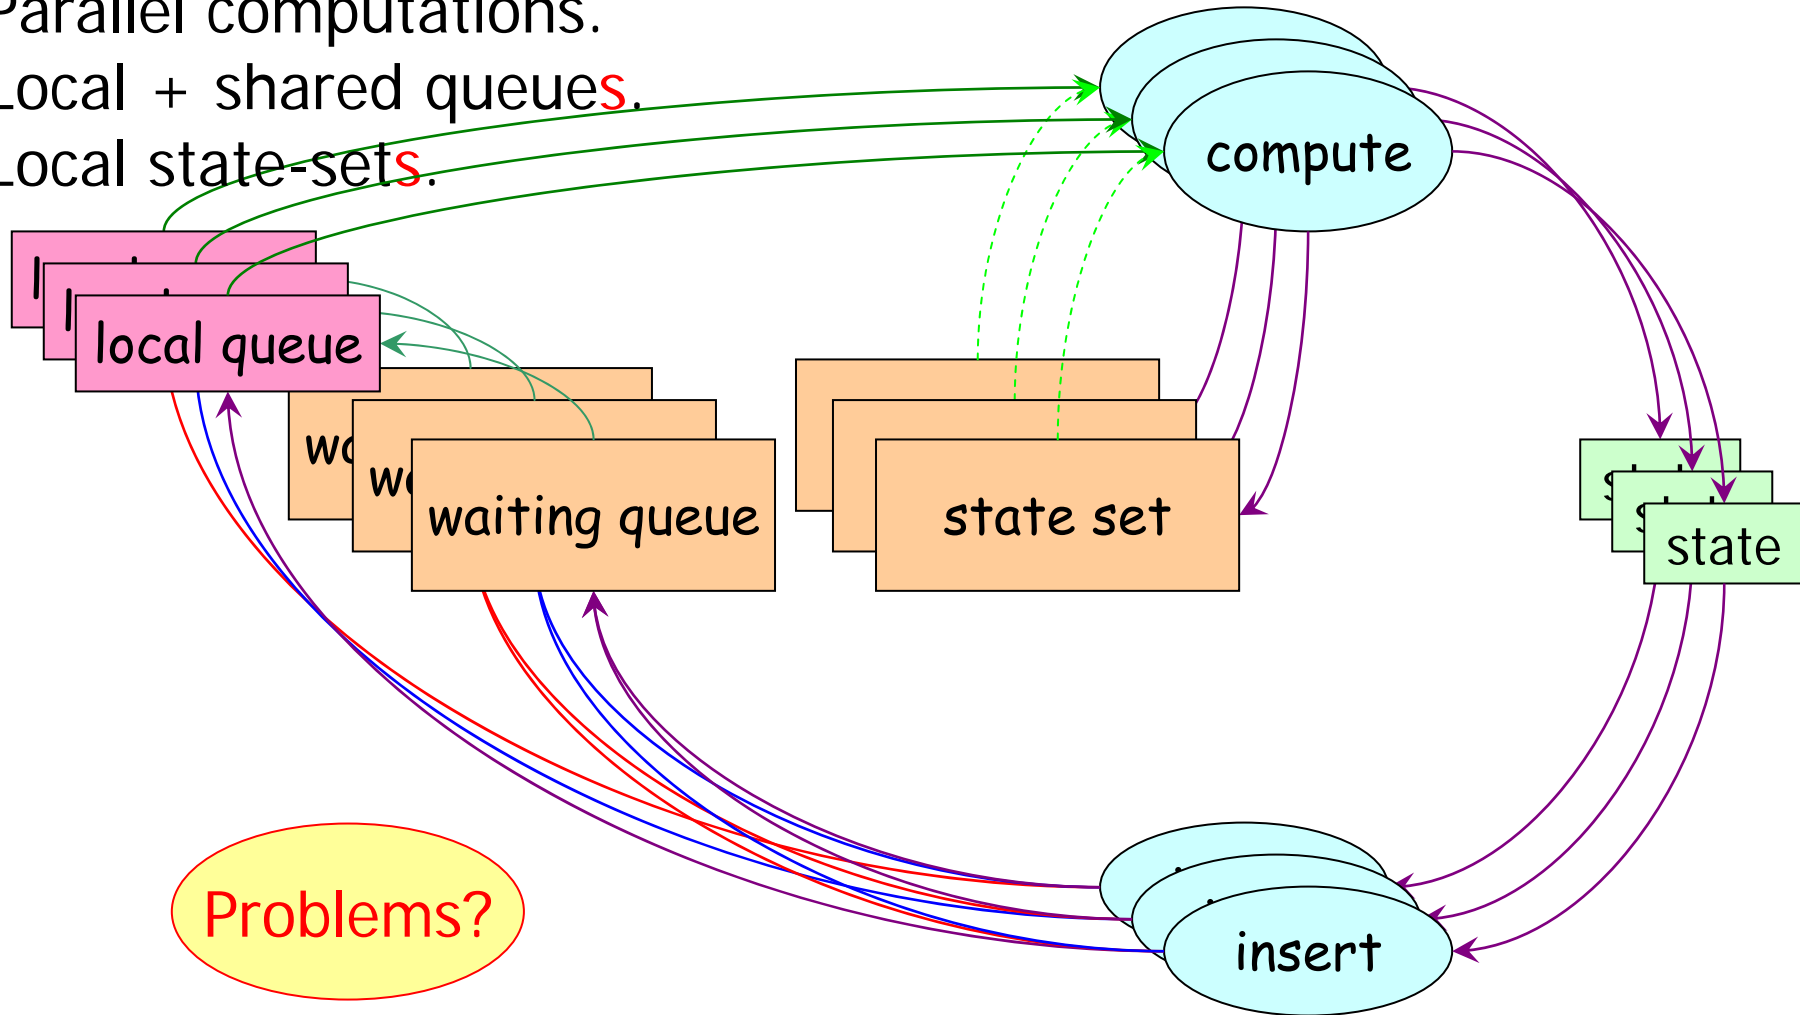 Parallel computations.
Local + shared queues.
Local state-sets.
compute
local queue
waiting queue
state set
state
Problems?
insert